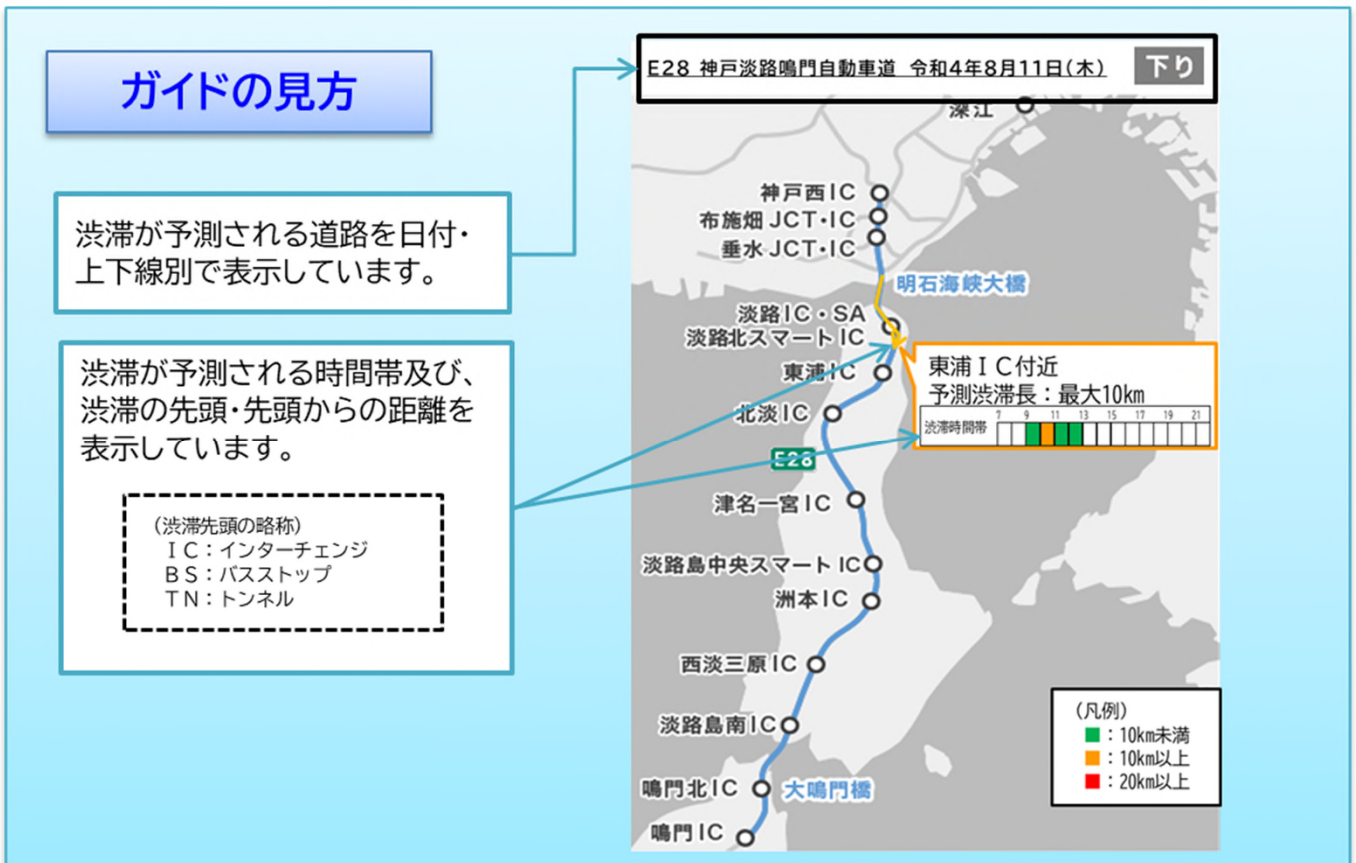 ガイドの見方
E28 神戸淡路鳴門自動車道 令和4年8月11日(木)
下り
渋滞が予測される道路を日付・
上下線別で表示しています。
渋滞が予測される時間帯及び、
渋滞の先頭・先頭からの距離を
表示しています。
(渋滞先頭の略称)
IC：インターチェンジ
BS：バスストップ
TN：トンネル
深江
神戸西IC
布施畑JCT・IC
垂水JCT・IC
明石海峡大橋
淡路IC・SA
淡路北スマートIC
東浦IC
東浦IC付近
予測渋滞長：最大10km
7 9 11 13 15 17 19 21
渋滞時間帯
北淡IC
E28
津名一宮IC
淡路島中央スマートIC
洲本IC
西淡三原IC
淡路島南IC
鳴門北IC
大鳴門橋
鳴門IC
(凡例)
：10km未満
：10km以上
：20km以上